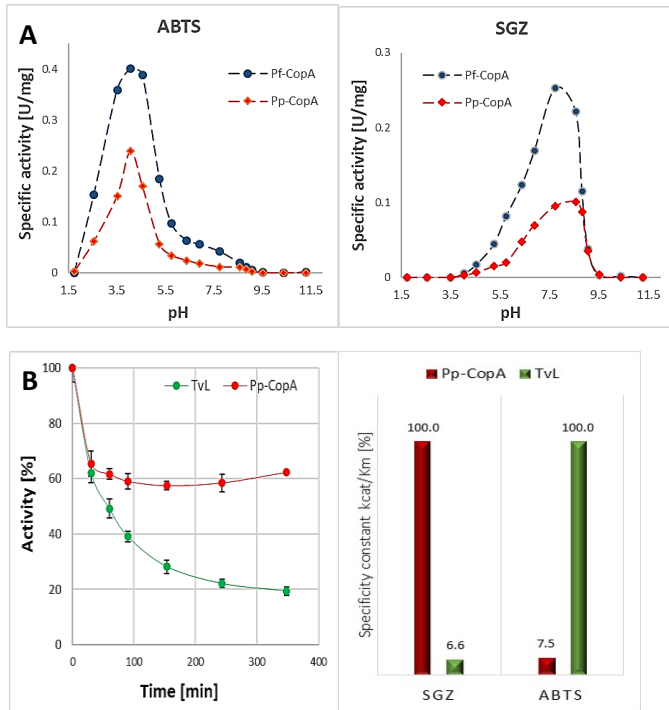 A
ABTS
Specific activity [U/mg]
0.4
0.3
0.2
0.1
0
Pf-CopA
Pp-CopA
1.5 3.5 5.5 7.5 9.5 11.5
pH
SGZ
Specific activity [U/mg]
0.3
0.2
0.1
0
Pf-CopA
Pp-CopA
1.5 3.5 5.5 7.5 9.5 11.5
pH
B
Activity [%]
100
80
60
40
20
0
TvL Pp-CopA
0 100 200 300 400
Time [min]
Pp-CopA TvL
Specificity constant kcat/Km [%]
100.0
6.6
7.5
100.0
SGZ ABTS